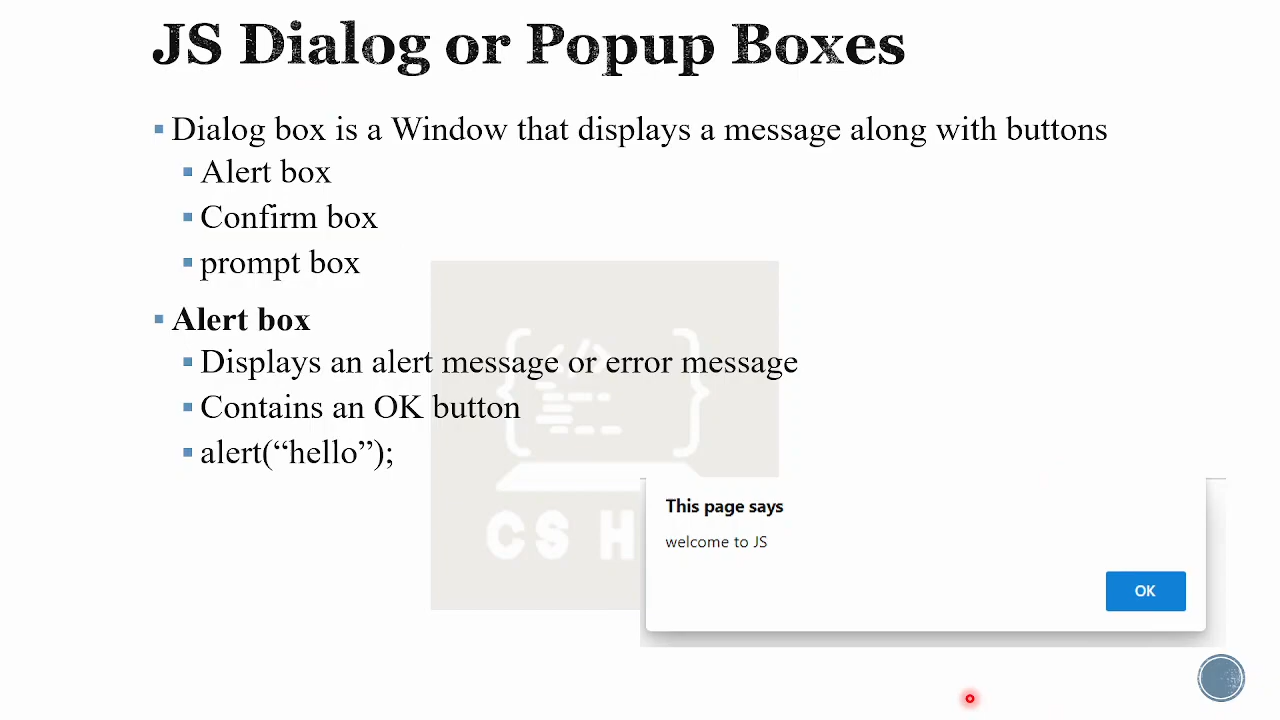 JS Dialog or Popup Boxes
Dialog box is a Window that displays a message along with buttons
Alert box
Confirm box
prompt box
Alert box
Displays an alert message or error message
Contains an OK button
alert(“hello”);
CS H
This page says
welcome to JS
OK